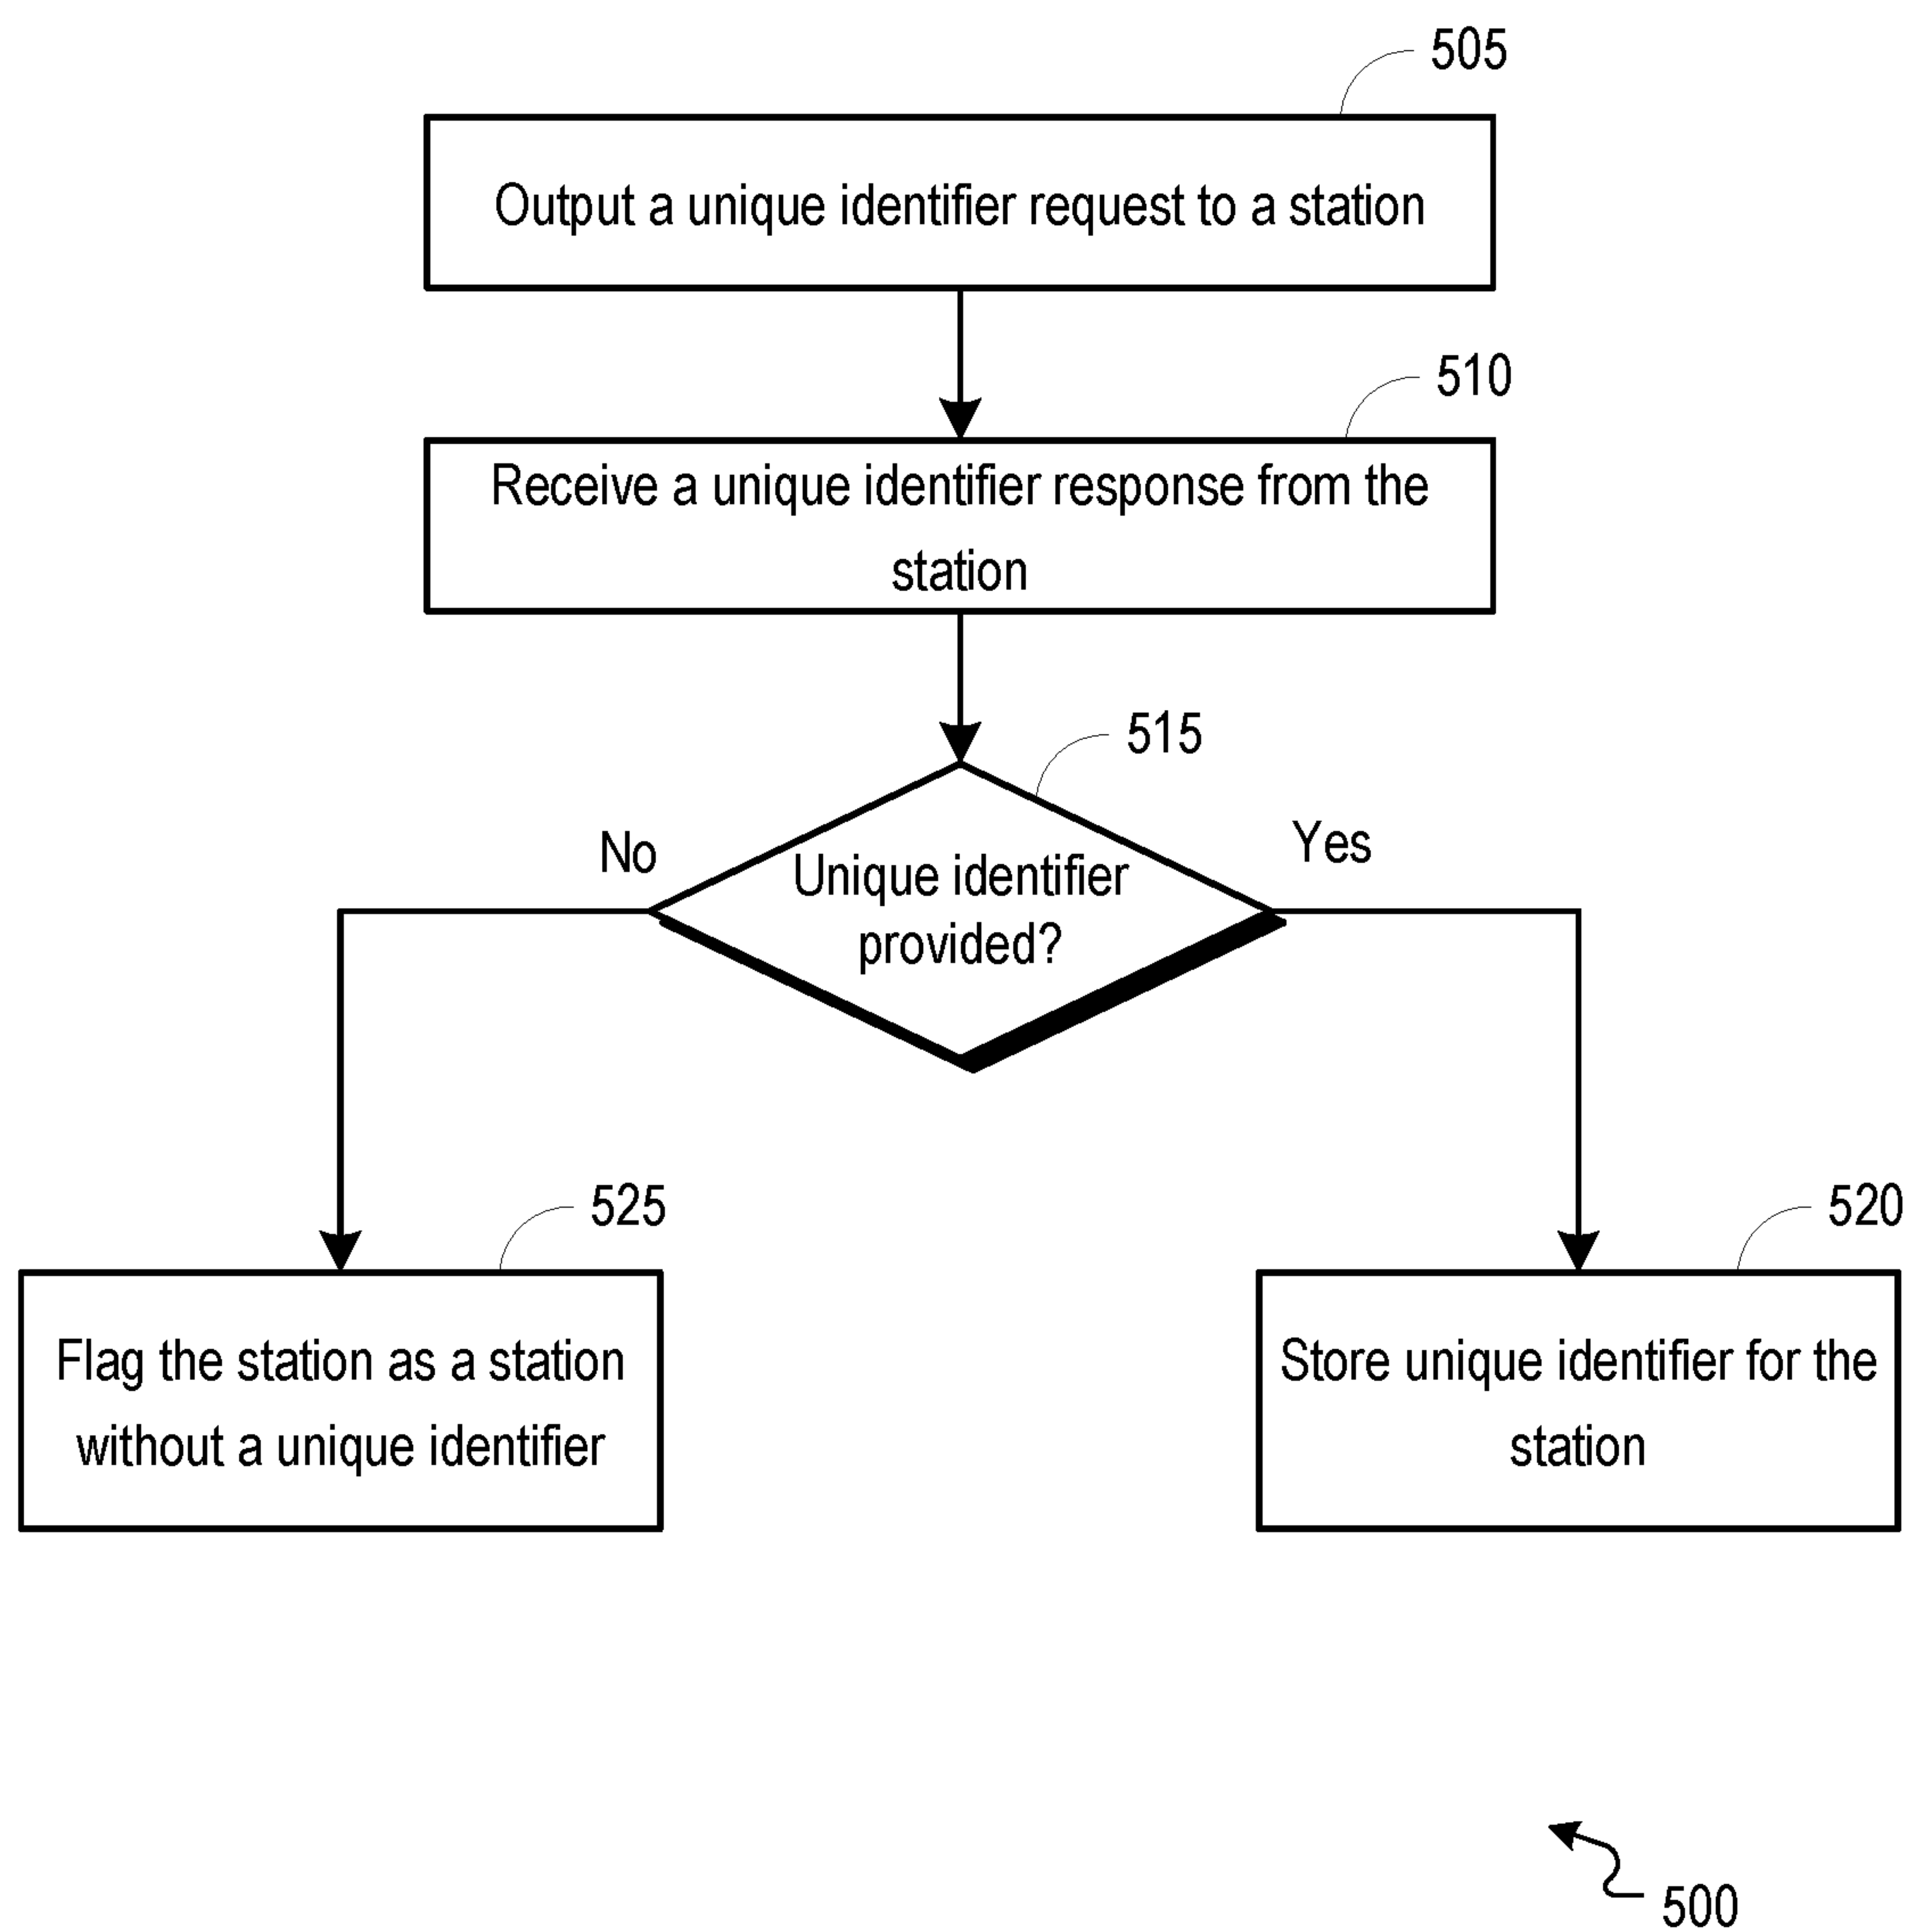 505
Output a unique identifier request to a station
510
Receive a unique identifier response from the
station
515
No
Yes
Unique identifier
provided?
525
520
Flag the station as a station
without a unique identifier
Store unique identifier for the
station
500